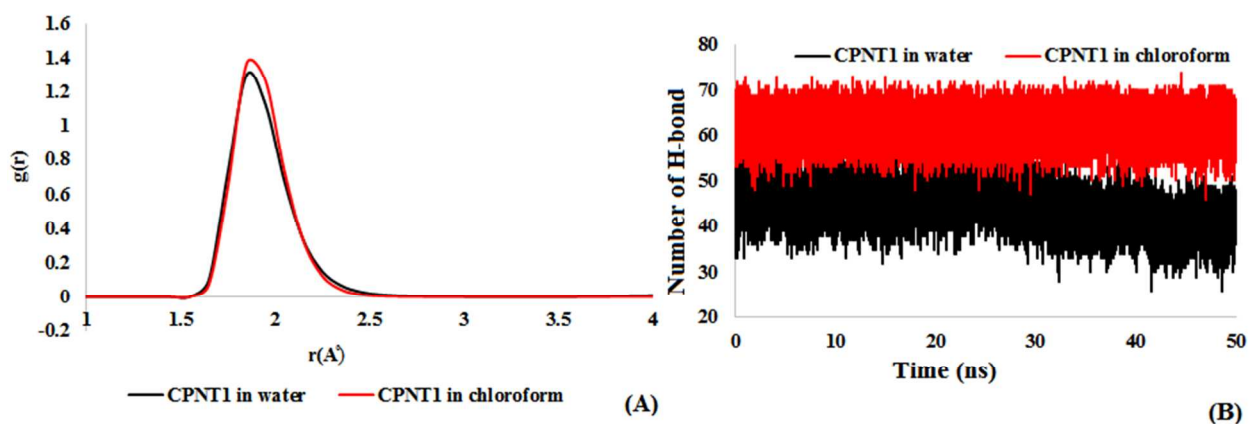 1.6
1.4
1.2
1
0.8
0.6
0.4
0.2
0
-0.2
g(r)
1 1.5 2 2.5 3 3.5 4
r(A°)
CPNT1 in water CPNT1 in chloroform
(A)
80
70
60
50
40
30
20
Number of H-bond
CPNT1 in water CPNT1 in chloroform
0 10 20 30 40 50
Time (ns)
(B)